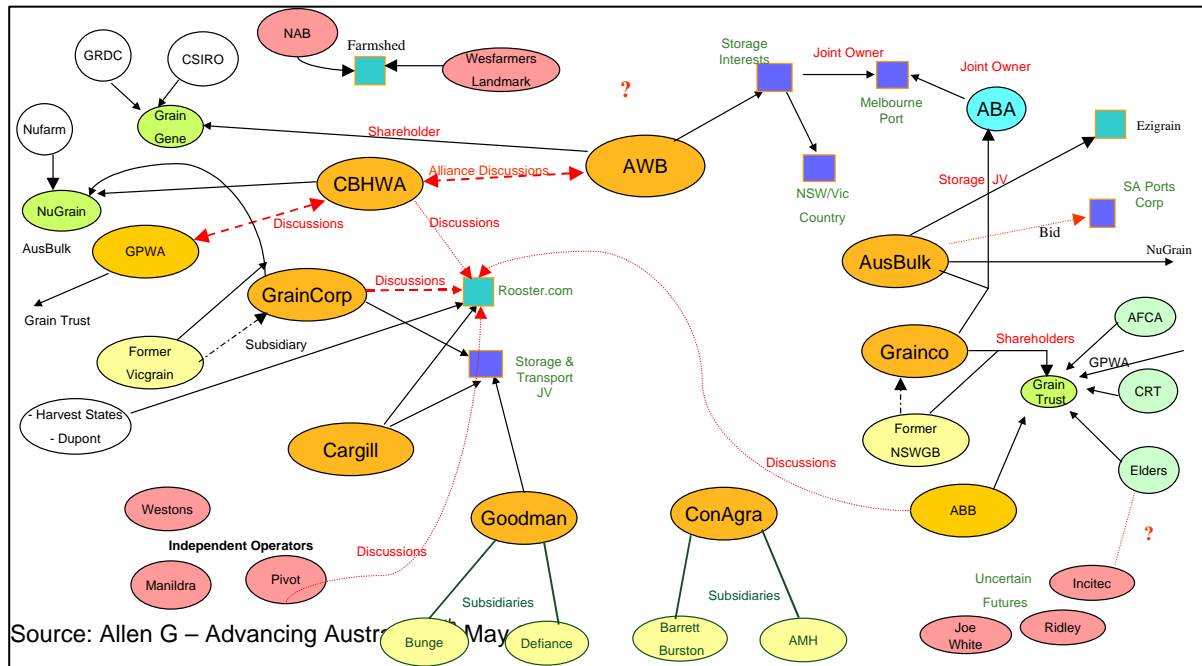 NAB
GRDC
CSIRO
Farmshed
Wesfarmers
Landmark
Storage
Interests
Joint Owner
Joint Owner
?
Melbourne
Port
ABA
Ezigrain
Grain
Gene
Nufarm
Shareholder
AWB
CBHWA
Alliance Discussions
NSW/Vic
Country
Storage JV
SA Ports
Corp
NuGrain
Discussions
Discussions
Bid
AusBulk
GPWA
AusBulk
NuGrain
GrainCorp
Discussions
Rooster.com
Grain Trust
Subsidiary
Former
Vicgrain
Storage &
Transport
JV
Grainco
Shareholders
AFCA
GPWA
Grain
Trust
CRT
- Harvest States
- Dupont
Cargill
Former
NSWGB
Discussions
Elders
Westons
Goodman
ConAgra
ABB
Independent Operators
Discussions
?
Manildra
Pivot
Uncertain
Futures
Incitec
Subsidiaries
Subsidiaries
Source: Allen G – Advancing Austra May
Bunge
Defiance
Barrett
Burston
AMH
Joe
White
Ridley